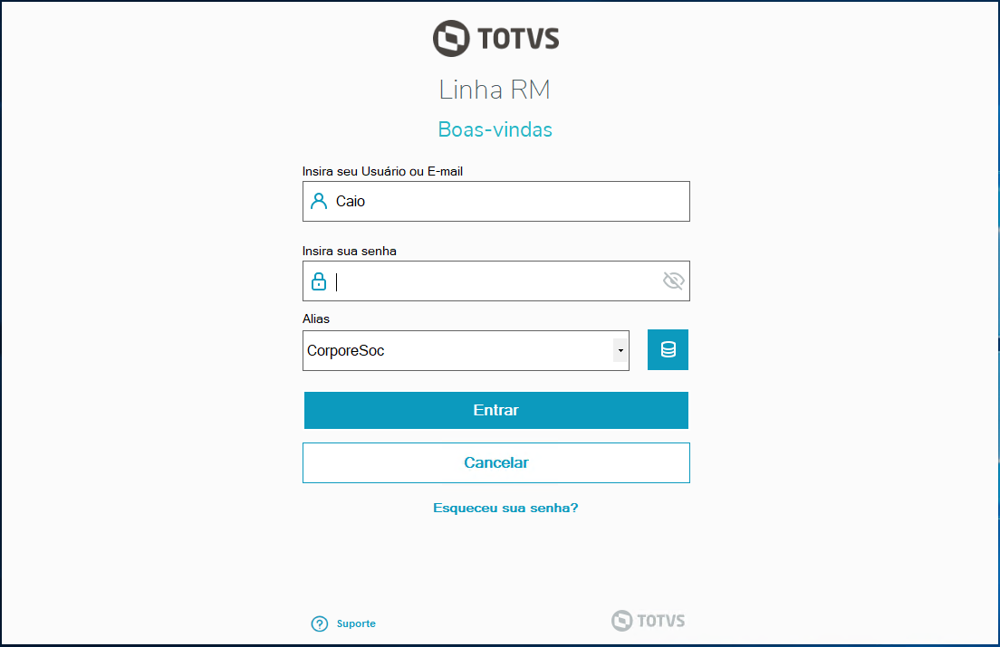 TOTVS
Linha RM
Boas-vindas
Insira seu Usuário ou E-mail
Caio
Insira sua senha
Alias
CorporeSoc
Entrar
Cancelar
Esqueceu sua senha?
? Suporte
TOTVS